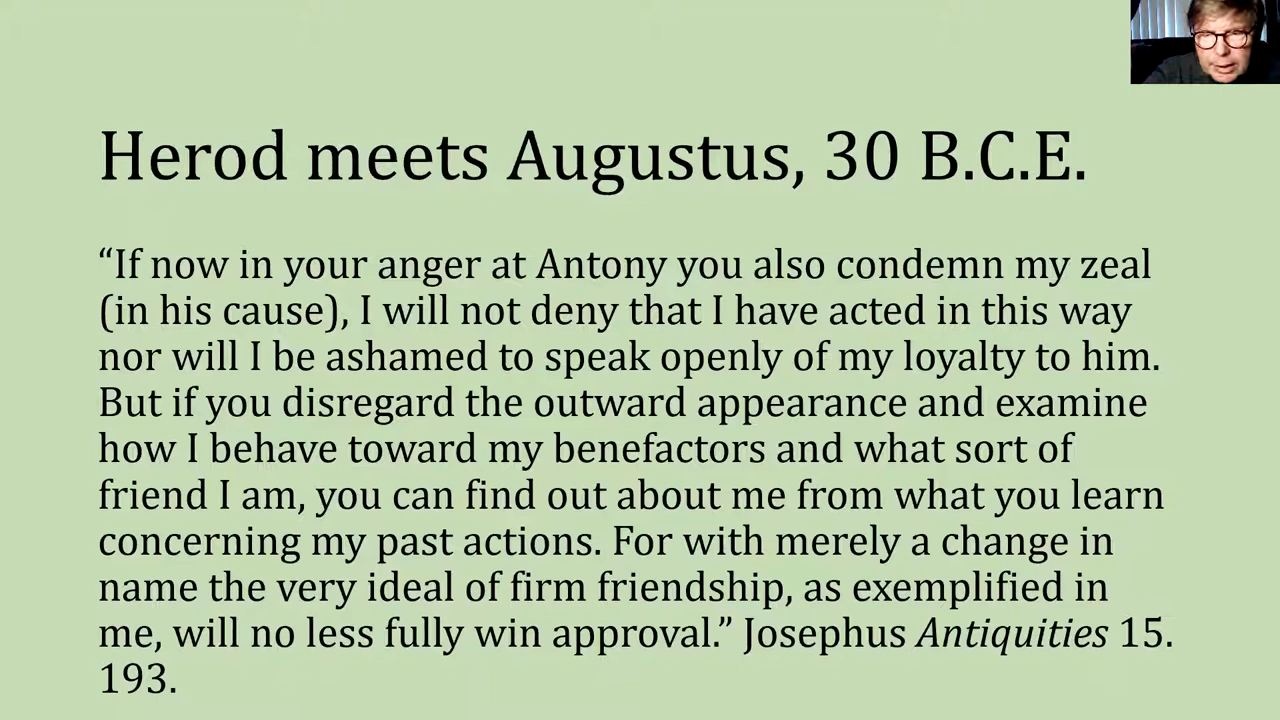 Herod meets Augustus, 30 B.C.E.
“If now in your anger at Antony you also condemn my zeal
(in his cause), I will not deny that I have acted in this way
nor will I be ashamed to speak openly of my loyalty to him.
But if you disregard the outward appearance and examine
how I behave toward my benefactors and what sort of
friend I am, you can find out about me from what you learn
concerning my past actions. For with merely a change in
name the very ideal of firm friendship, as exemplified in
me, will no less fully win approval.” Josephus Antiquities 15.
193.